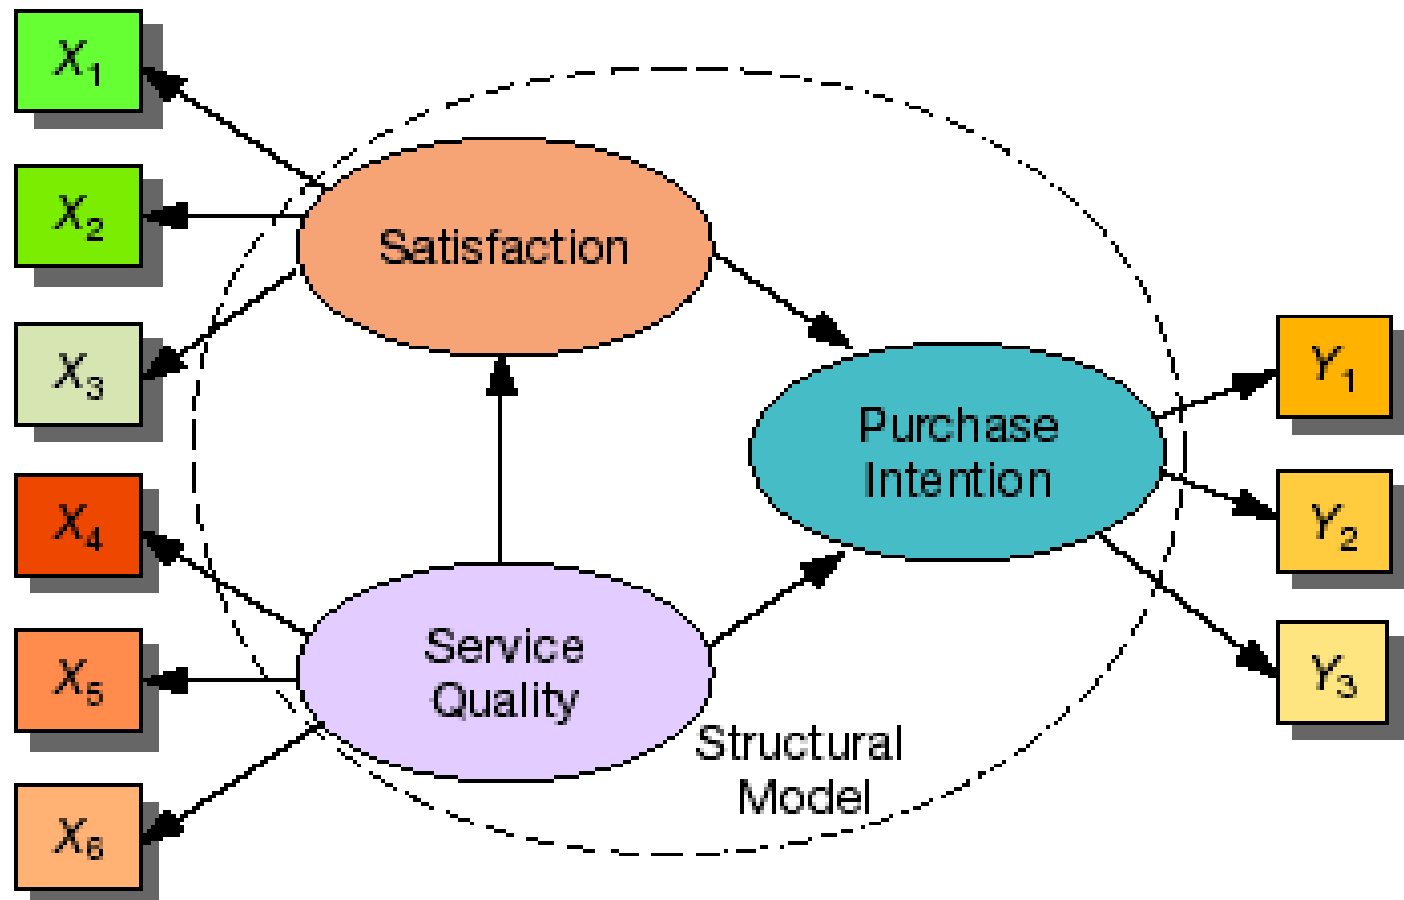 X₁
X₂
Satisfaction
X₃
Y₁
Purchase
Intention
X₄
Y₂
Service
Quality
X₅
Y₃
Structural
Model
X₆